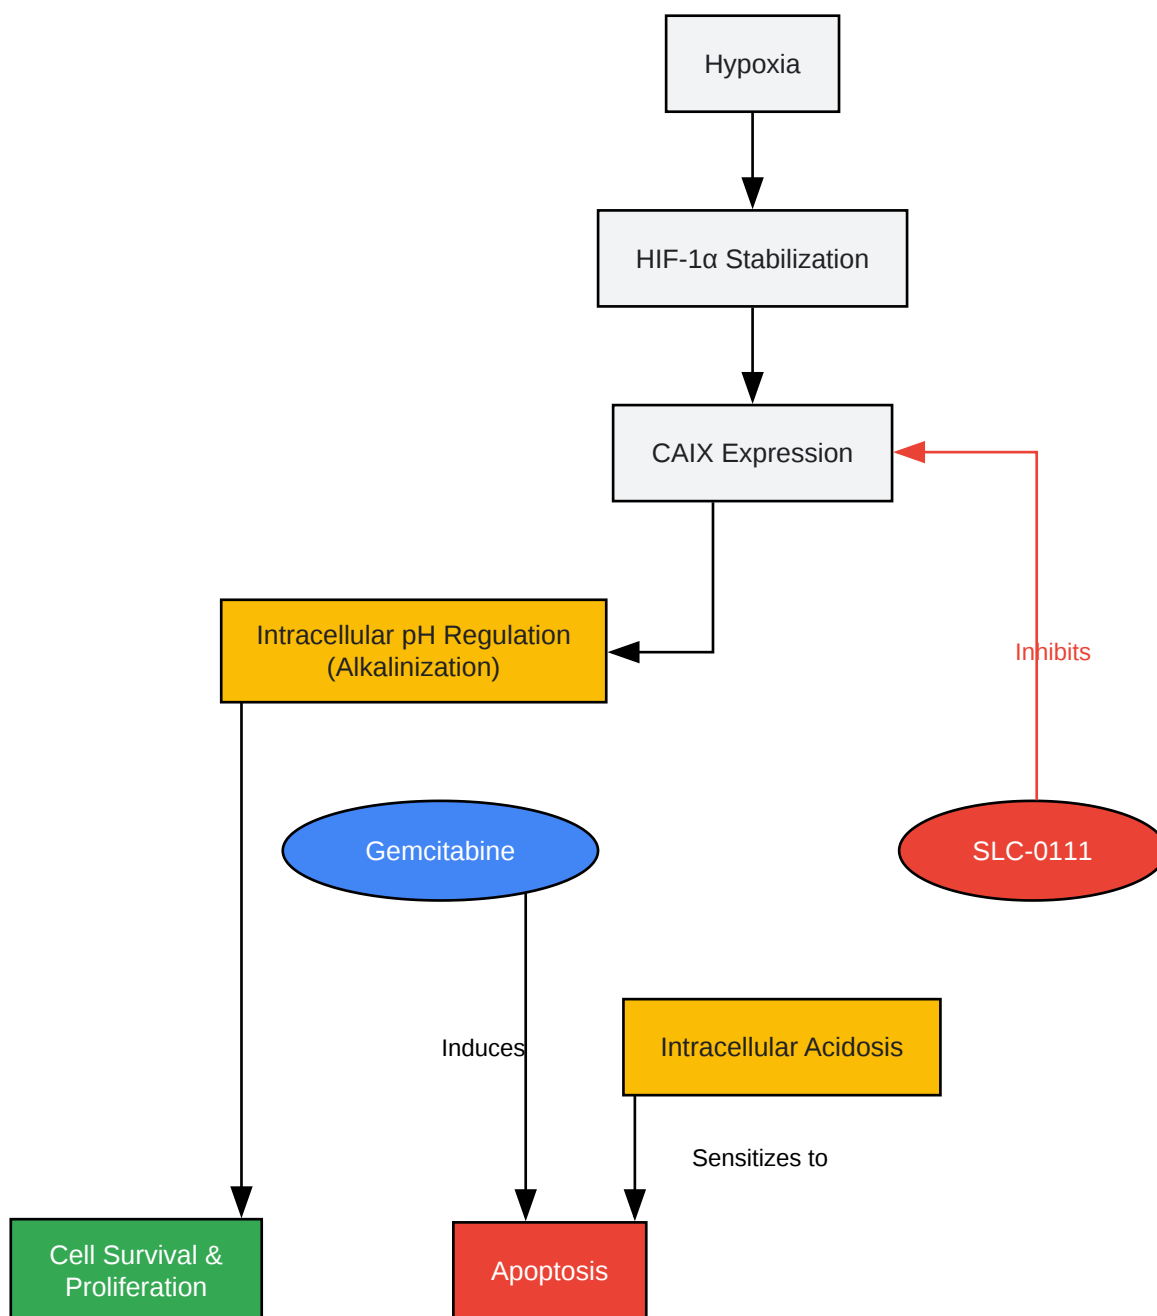 Hypoxia
HIF-1α Stabilization
CAIX Expression
Intracellular pH Regulation
(Alkalinization)
Inhibits
Gemcitabine
SLC-0111
Induces
Intracellular Acidosis
Sensitizes to
Cell Survival &
Proliferation
Apoptosis